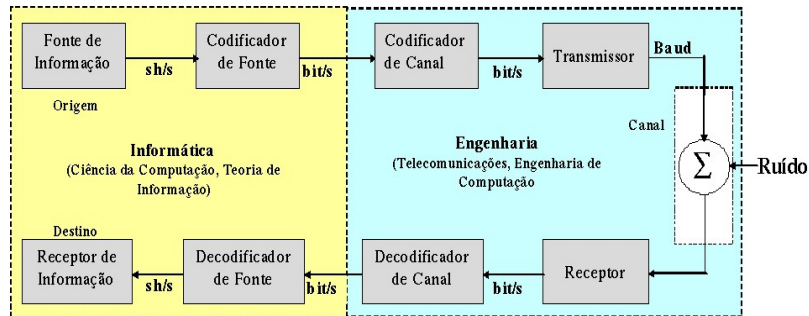 Fonte de
Informação
sh/s
Codificador
de Fonte
bit/s
Codificador
de Canal
bit/s
Transmissor
Baud
Origem
Canal
Informática
(Ciência da Computação, Teoria de
Informação)
Engenharia
(Telecomunicações, Engenharia de
Computação
Σ
Ruído
Destino
Receptor de
Informação
sh/s
Decodificador
de Fonte
bit/s
Decodificador
de Canal
bit/s
Receptor